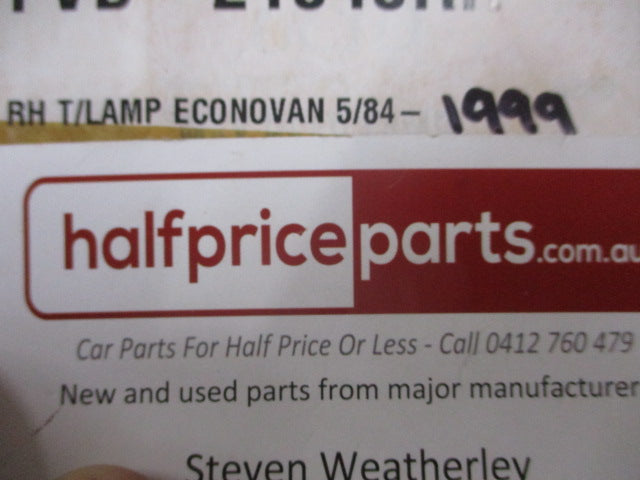 RH T/LAMP ECONOVAN 5/84 – 1999
halfpriceparts.com.au
Car Parts For Half Price Or Less - Call 0412 760 479
New and used parts from major manufacturer
Steven Weatherley